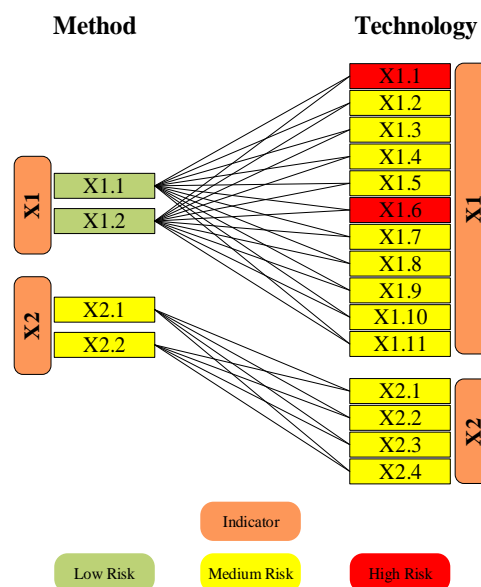 Method
Technology
X1
X1.1
X1.2
X2
X2.1
X2.2
X1.1
X1.2
X1.3
X1.4
X1.5
X1.6
X1.7
X1.8
X1.9
X1.10
X1.11
X1
X2.1
X2.2
X2.3
X2.4
X2
Indicator
Low Risk
Medium Risk
High Risk